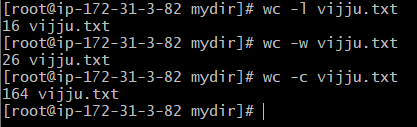 [root@ip-172-31-3-82 mydir]# wc -l vijju.txt
16 vijju.txt
[root@ip-172-31-3-82 mydir]# wc -w vijju.txt
26 vijju.txt
[root@ip-172-31-3-82 mydir]# wc -c vijju.txt
164 vijju.txt
[root@ip-172-31-3-82 mydir]#